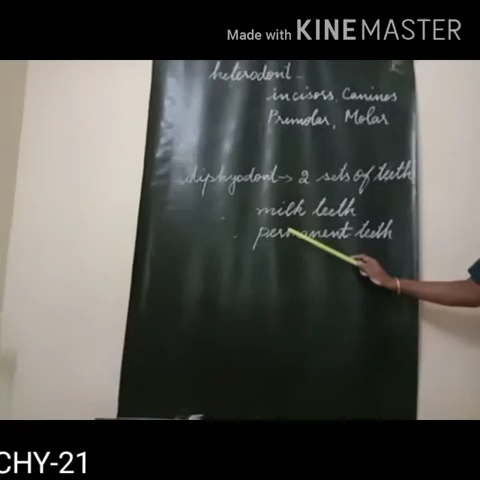 Made with KINEMASTER
heterodont -
incisors, Canines
Premolar, Molar
diphyodont -> 2 sets of teeth
milk teeth
permanent teeth
CHY-21